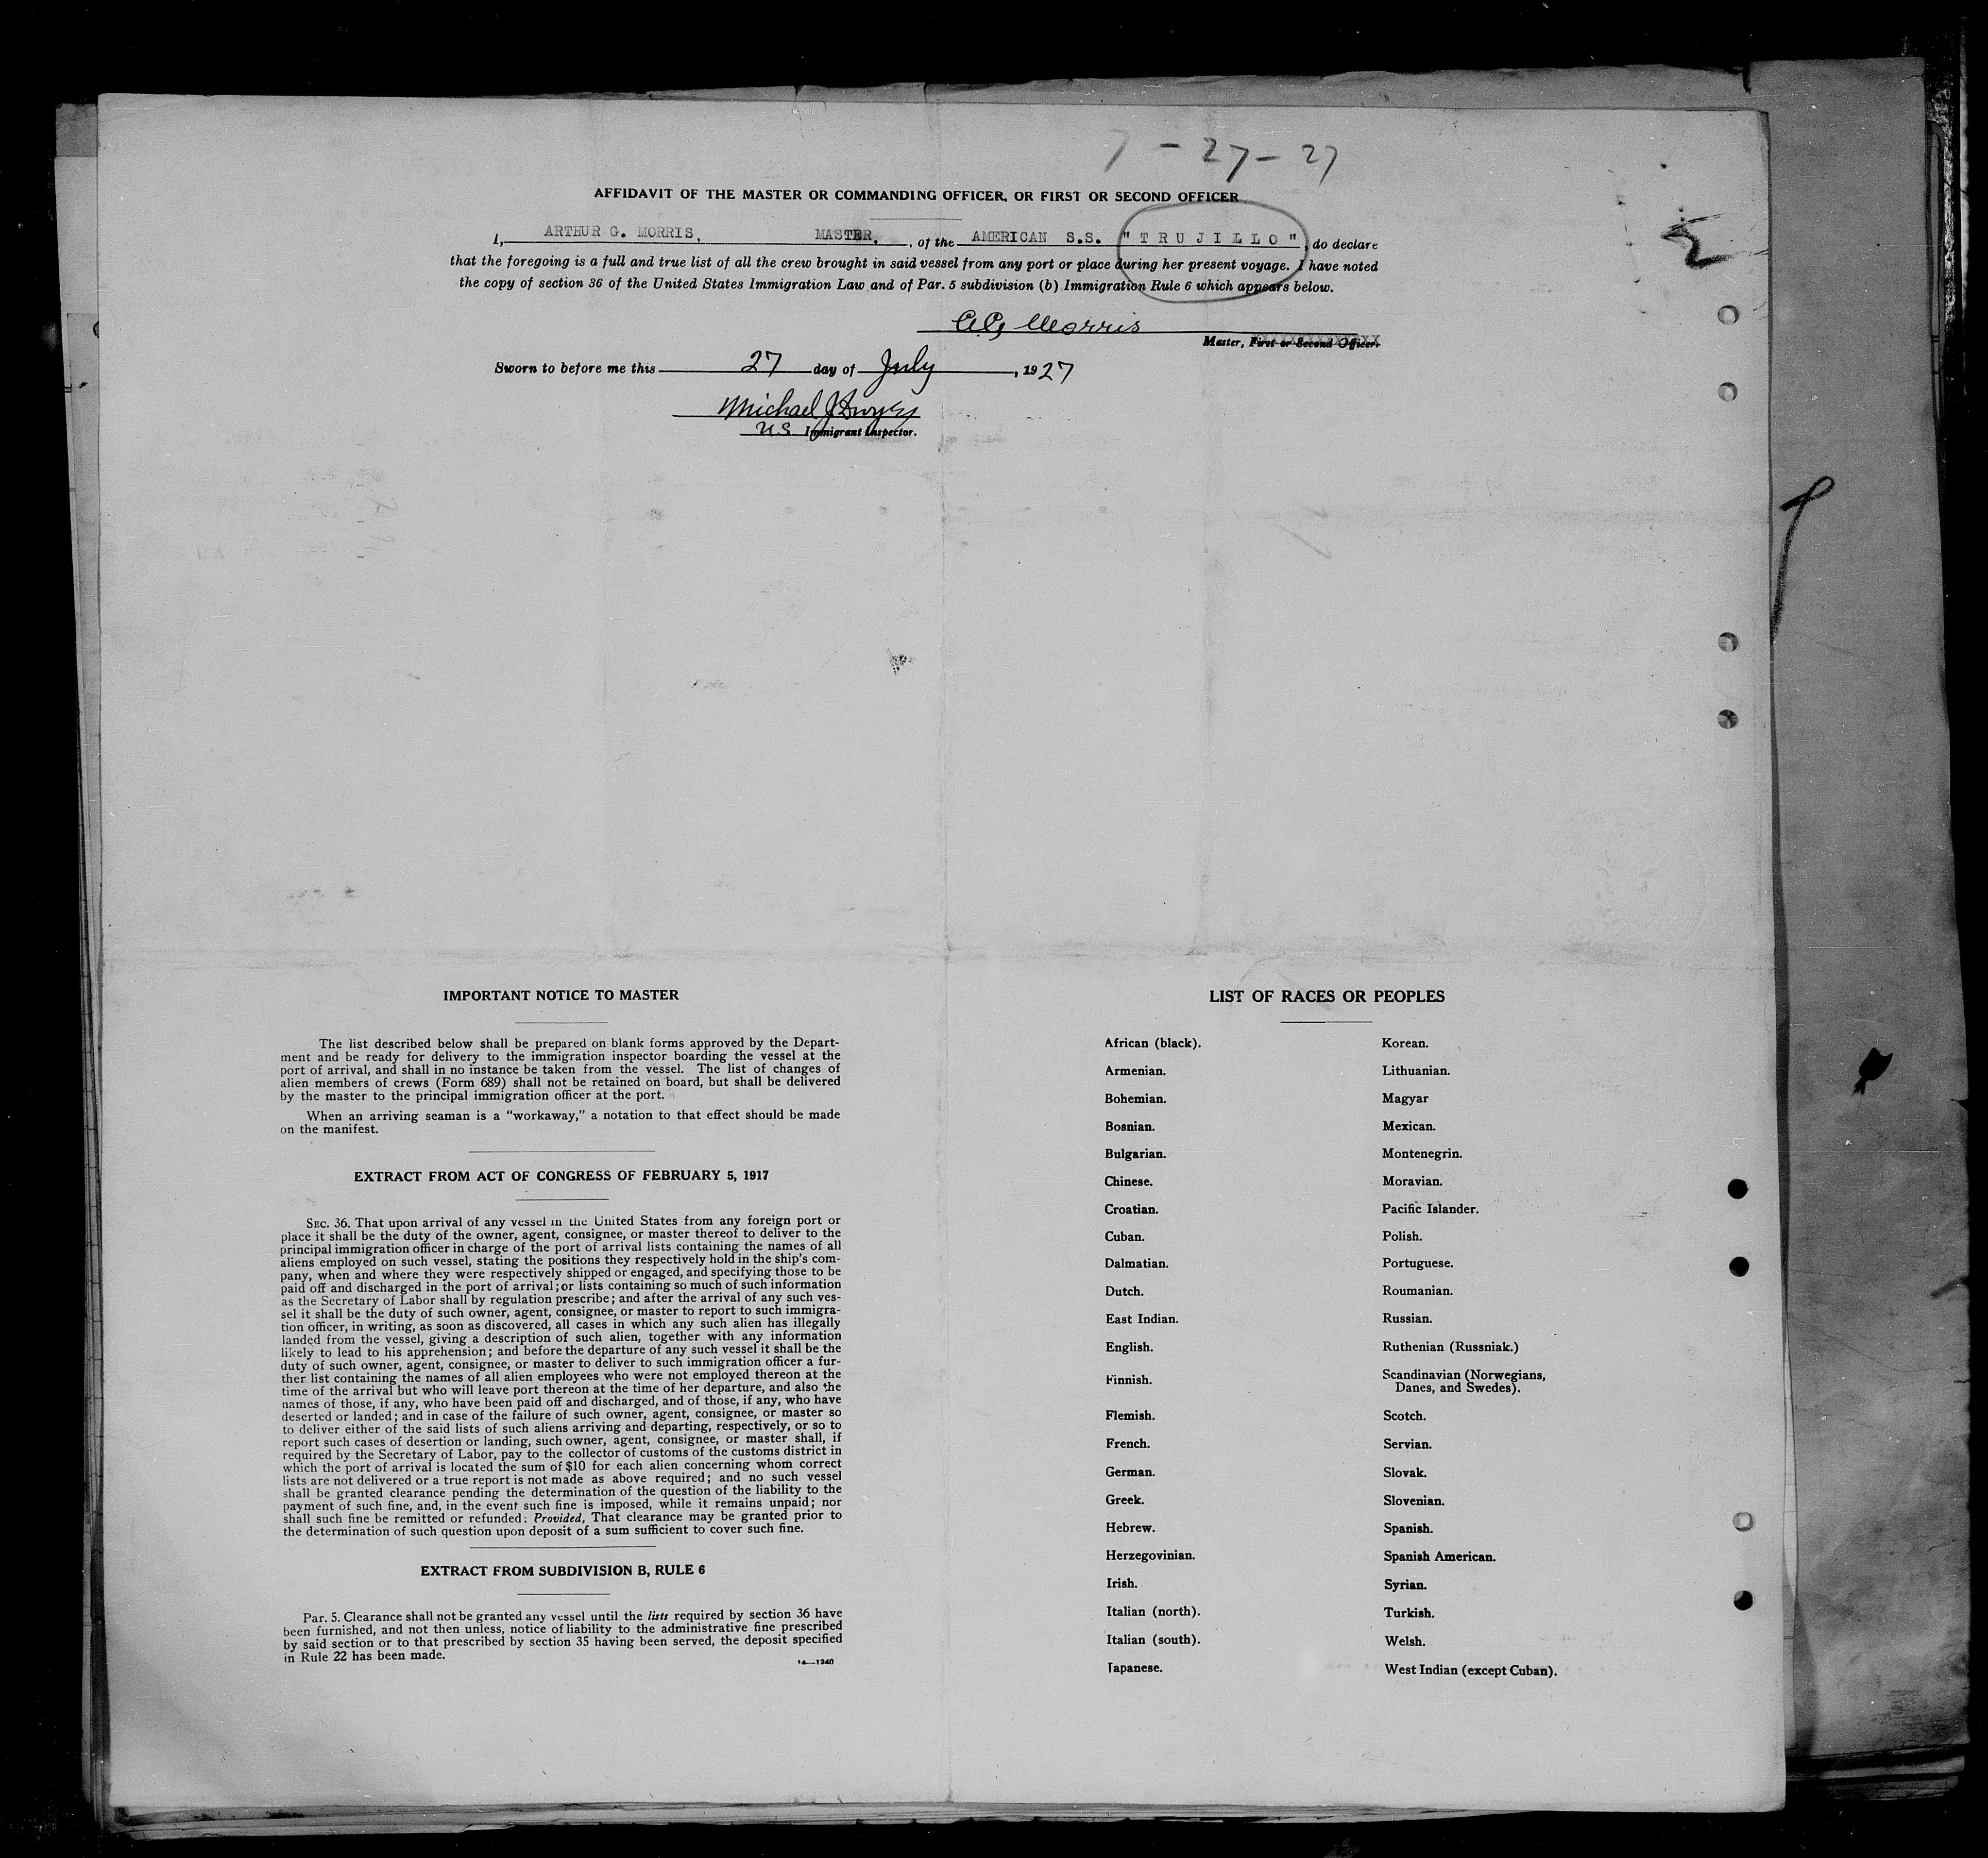 7-27-27
AFFIDAVIT OF THE MASTER OR COMMANDING OFFICER, OR FIRST OR SECOND OFFICER
I, ARTHUR G. MORRIS, MASTER, of the AMERICAN S.S. "TRUJILLO", do declare
that the foregoing is a full and true list of all the crew brought in said vessel from any port or place during her present voyage. I have noted
the copy of section 36 of the United States Immigration Law and of Par. 5 subdivision (b) Immigration Rule 6 which appears below.
A.G. Morris
Master, First or Second Officer.
Sworn to before me this 27 day of July, 1927
Michael J Dwyer
US Immigrant Inspector.
IMPORTANT NOTICE TO MASTER
The list described below shall be prepared on blank forms approved by the Depart-
ment and be ready for delivery to the immigration inspector boarding the vessel at the
port of arrival, and shall in no instance be taken from the vessel. The list of changes of
alien members of crews (Form 689) shall not be retained on board, but shall be delivered
by the master to the principal immigration officer at the port.
When an arriving seaman is a “workaway,” a notation to that effect should be made
on the manifest.
EXTRACT FROM ACT OF CONGRESS OF FEBRUARY 5, 1917
SEC. 36. That upon arrival of any vessel in the United States from any foreign port or
place it shall be the duty of the owner, agent, consignee, or master thereof to deliver to the
principal immigration officer in charge of the port of arrival lists containing the names of all
aliens employed on such vessel, stating the positions they respectively hold in the ship's com-
pany, when and where they were respectively shipped or engaged, and specifying those to be
paid off and discharged in the port of arrival; or lists containing so much of such information
as the Secretary of Labor shall by regulation prescribe; and after the arrival of any such ves-
sel it shall be the duty of such owner, agent, consignee, or master to report to such immigra-
tion officer, in writing, as soon as discovered, all cases in which any such alien has illegally
landed from the vessel, giving a description of such alien, together with any information
likely to lead to his apprehension; and before the departure of any such vessel it shall be the
duty of such owner, agent, consignee, or master to deliver to such immigration officer a fur-
ther list containing the names of all alien employees who were not employed thereon at the
time of the arrival but who will leave port thereon at the time of her departure, and also the
names of those, if any, who have been paid off and discharged, and of those, if any, who have
deserted or landed; and in case of the failure of such owner, agent, consignee, or master so
to deliver either of the said lists of such aliens arriving and departing, respectively, or so to
report such cases of desertion or landing, such owner, agent, consignee, or master shall, if
required by the Secretary of Labor, pay to the collector of customs of the customs district in
which the port of arrival is located the sum of $10 for each alien concerning whom correct
lists are not delivered or a true report is not made as above required; and no such vessel
shall be granted clearance pending the determination of the question of the liability to the
payment of such fine, and, in the event such fine is imposed, while it remains unpaid; nor
shall such fine be remitted or refunded: Provided, That clearance may be granted prior to
the determination of such question upon deposit of a sum sufficient to cover such fine.
EXTRACT FROM SUBDIVISION B, RULE 6
Par. 5. Clearance shall not be granted any vessel until the lists required by section 36 have
been furnished, and not then unless, notice of liability to the administrative fine prescribed
by said section or to that prescribed by section 35 having been served, the deposit specified
in Rule 22 has been made.
14—1240
LIST OF RACES OR PEOPLES
African (black).
Armenian.
Bohemian.
Bosnian.
Bulgarian.
Chinese.
Croatian.
Cuban.
Dalmatian.
Dutch.
East Indian.
English.
Finnish.
Flemish.
French.
German.
Greek.
Hebrew.
Herzegovinian.
Irish.
Italian (north).
Italian (south).
Japanese.
Korean.
Lithuanian.
Magyar
Mexican.
Montenegrin.
Moravian.
Pacific Islander.
Polish.
Portuguese.
Roumanian.
Russian.
Ruthenian (Russniak.)
Scandinavian (Norwegians,
Danes, and Swedes).
Scotch.
Servian.
Slovak.
Slovenian.
Spanish.
Spanish American.
Syrian.
Turkish.
Welsh.
West Indian (except Cuban).